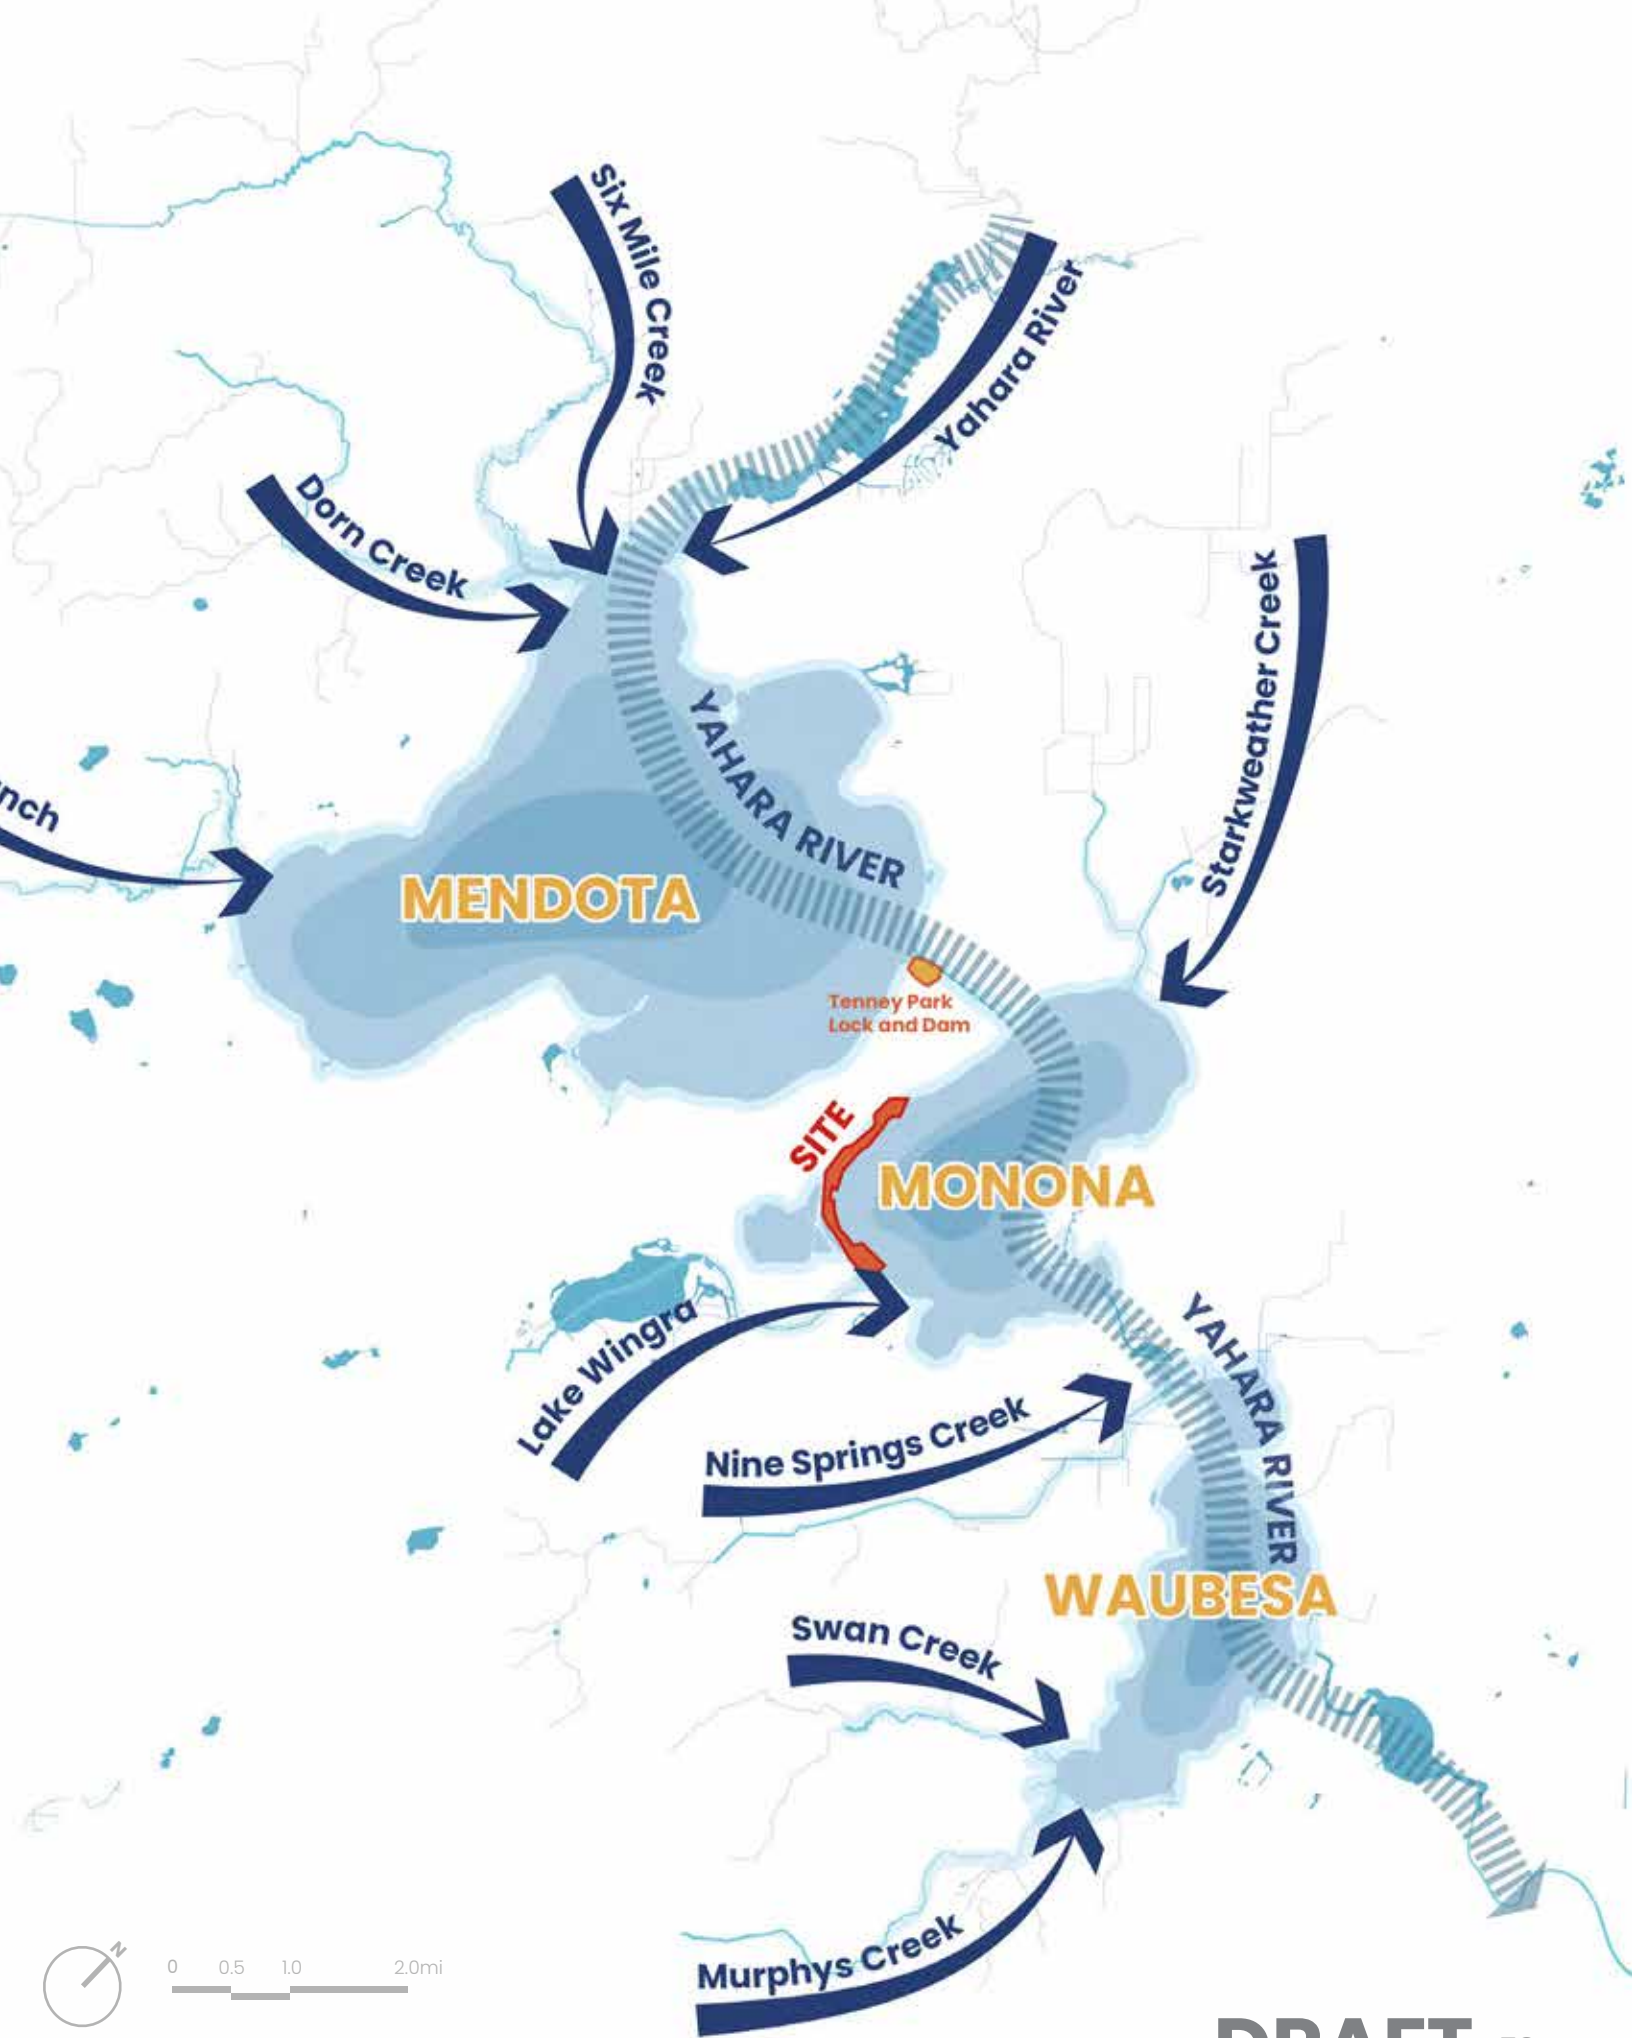 Six Mile Creek
Yahara River
Dorn Creek
Starkweather Creek
YAHARA RIVER
MENDOTA
Tenney Park
Lock and Dam
SITE
MONONA
Lake Wingra
YAHARA RIVER
Nine Springs Creek
WAUBESA
Swan Creek
Murphys Creek
N
0 0.5 1.0 2.0mi
DRAFT